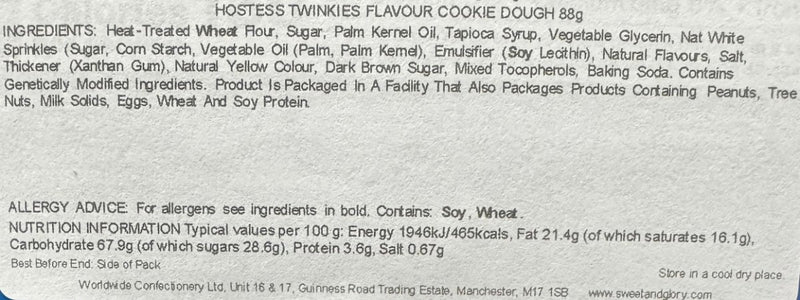 HOSTESS TWINKIES FLAVOUR COOKIE DOUGH 88g
INGREDIENTS: Heat-Treated Wheat Flour, Sugar, Palm Kernel Oil, Tapioca Syrup, Vegetable Glycerin, Nat White
Sprinkles (Sugar, Corn Starch, Vegetable Oil (Palm, Palm Kernel), Emulsifier (Soy Lecithin), Natural Flavours, Salt,
Thickener (Xanthan Gum), Natural Yellow Colour, Dark Brown Sugar, Mixed Tocopherols, Baking Soda. Contains
Genetically Modified Ingredients. Product Is Packaged In A Facility That Also Packages Products Containing Peanuts, Tree
Nuts, Milk Solids, Eggs, Wheat And Soy Protein.
ALLERGY ADVICE: For allergens see ingredients in bold. Contains: Soy, Wheat.
NUTRITION INFORMATION Typical values per 100 g: Energy 1946kJ/465kcals, Fat 21.4g (of which saturates 16.1g),
Carbohydrate 67.9g (of which sugars 28.6g), Protein 3.6g, Salt 0.67g
Best Before End: Side of Pack
Store in a cool dry place.
Worldwide Confectionery Ltd, Unit 16 & 17, Guinness Road Trading Estate, Manchester, M17 1SB www.sweetandglory.com